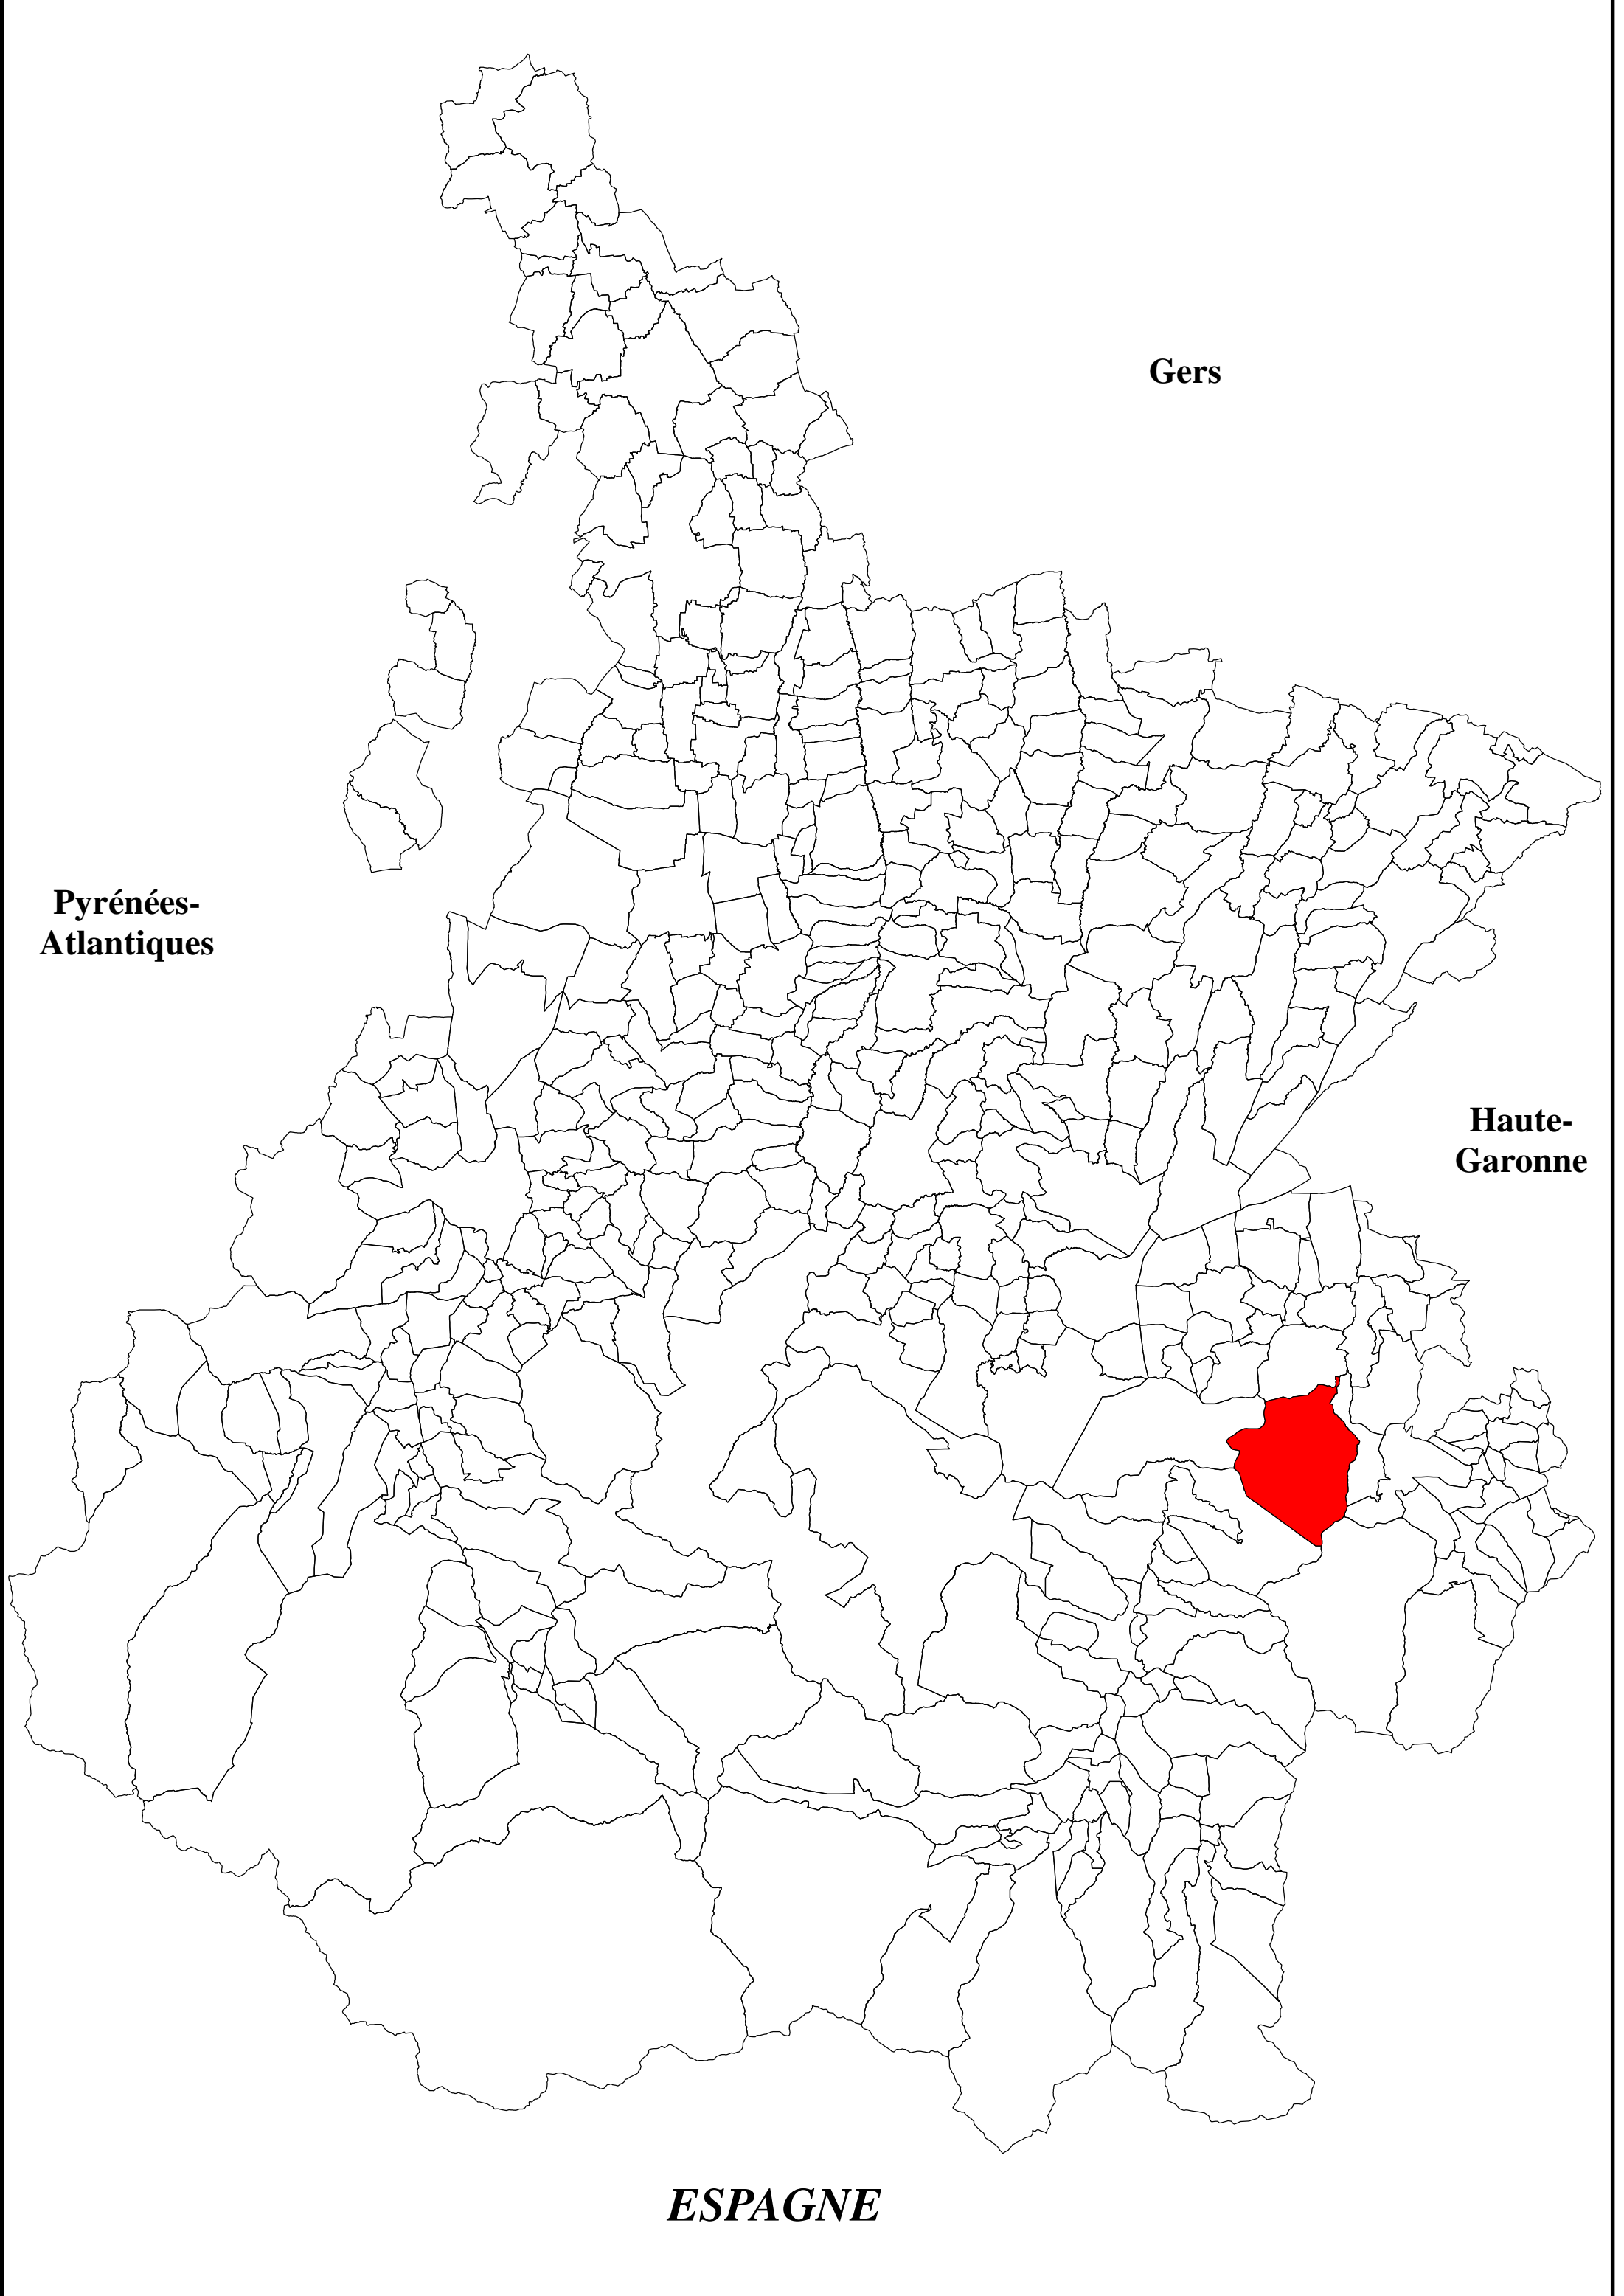 Gers
Pyrénées-
Atlantiques
Haute-
Garonne
ESPAGNE